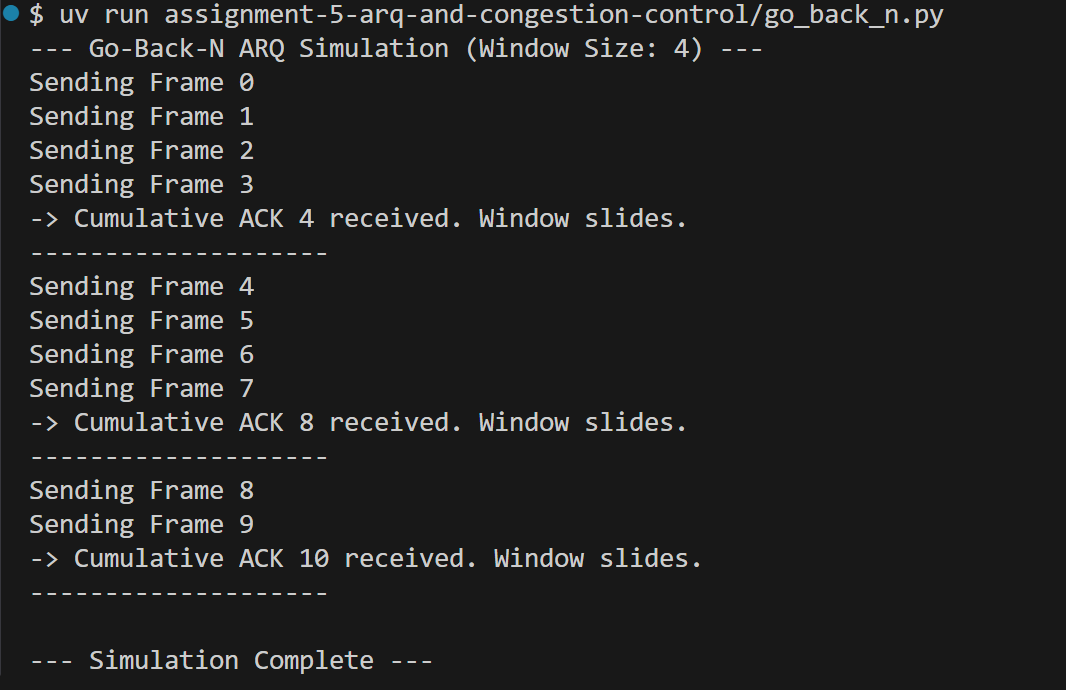 $ uv run assignment-5-arq-and-congestion-control/go_back_n.py
--- Go-Back-N ARQ Simulation (Window Size: 4) ---
Sending Frame 0
Sending Frame 1
Sending Frame 2
Sending Frame 3
-> Cumulative ACK 4 received. Window slides.
--------------------
Sending Frame 4
Sending Frame 5
Sending Frame 6
Sending Frame 7
-> Cumulative ACK 8 received. Window slides.
--------------------
Sending Frame 8
Sending Frame 9
-> Cumulative ACK 10 received. Window slides.
--------------------
--- Simulation Complete ---